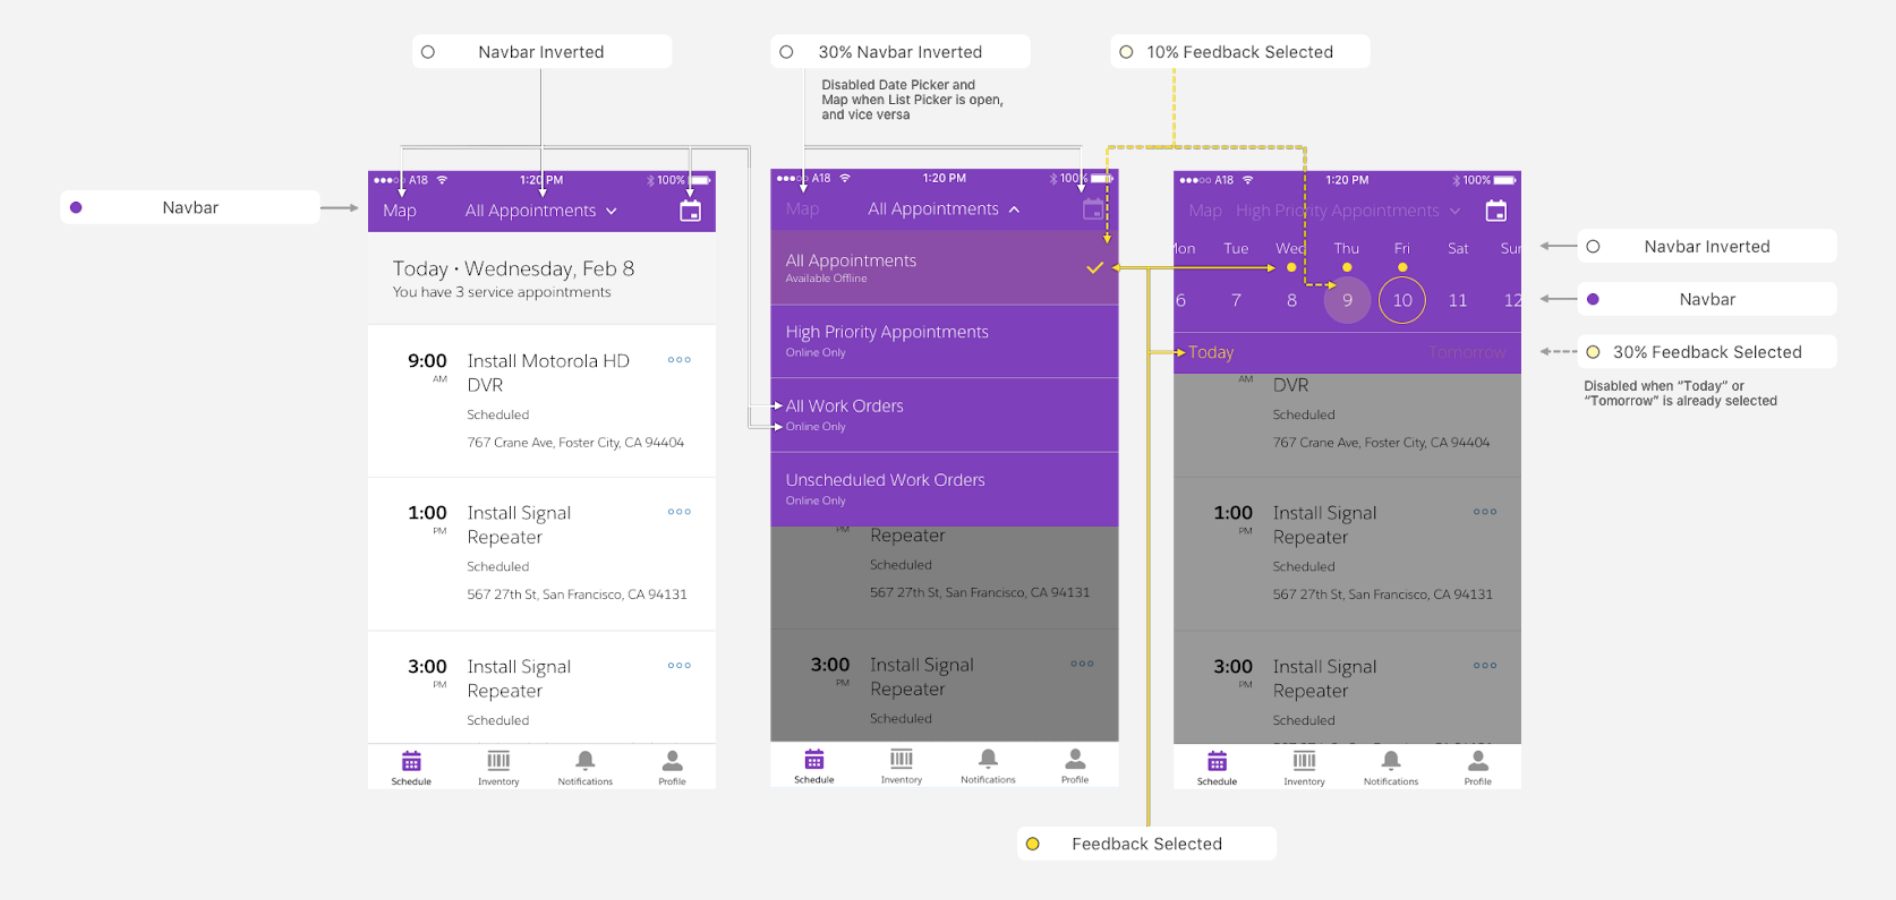 Navbar Inverted
30% Navbar Inverted
10% Feedback Selected
Disabled Date Picker and
Map when List Picker is open,
and vice versa
Navbar
A18 1:20 PM 100%
Map All Appointments
Today • Wednesday, Feb 8
You have 3 service appointments
9:00 AM
Install Motorola HD
DVR
Scheduled
767 Crane Ave, Foster City, CA 94404
1:00 PM
Install Signal
Repeater
Scheduled
567 27th St, San Francisco, CA 94131
3:00 PM
Install Signal
Repeater
Scheduled
Schedule Inventory Notifications Profile
A18 1:20 PM 100%
Map All Appointments
All Appointments
Available Offline
High Priority Appointments
Online Only
All Work Orders
Online Only
Unscheduled Work Orders
Online Only
PM
Repeater
Scheduled
567 27th St, San Francisco, CA 94131
3:00 PM
Install Signal
Repeater
Scheduled
Schedule Inventory Notifications Profile
A18 1:20 PM 100%
Map High Priority Appointments
Mon Tue Wed Thu Fri Sat Sun
6 7 8 9 10 11 12
Today Tomorrow
AM
DVR
Scheduled
767 Crane Ave, Foster City, CA 94404
1:00 PM
Install Signal
Repeater
Scheduled
567 27th St, San Francisco, CA 94131
3:00 PM
Install Signal
Repeater
Scheduled
Schedule Inventory Notifications Profile
Navbar Inverted
Navbar
30% Feedback Selected
Disabled when “Today” or
“Tomorrow” is already selected
Feedback Selected